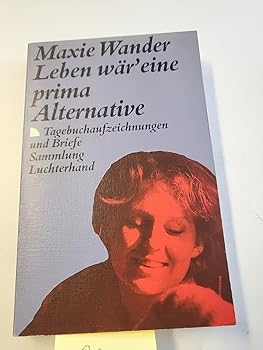 Maxie Wander
Leben wär'eine
prima
Alternative
Tagebuchaufzeichnungen
und Briefe
Sammlung
Luchterhand